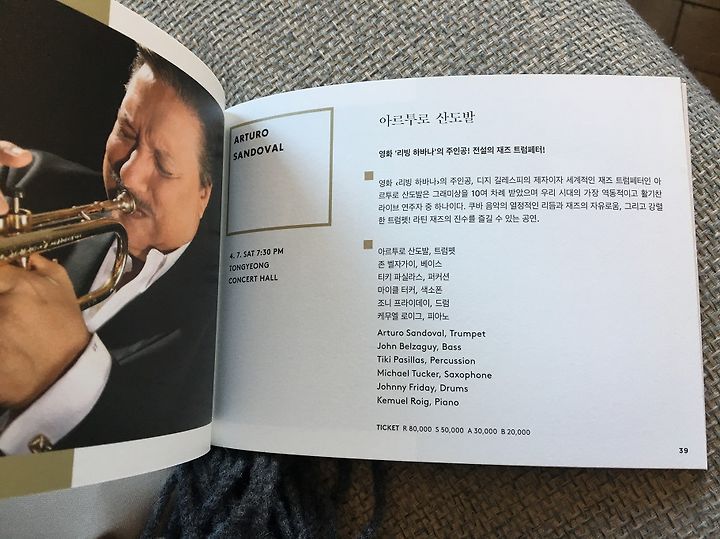 ARTURO
SANDOVAL
4. 7. SAT 7:30 PM
TONGYEONG
CONCERT HALL
아르투로 산도발
영화 '리빙 하바나'의 주인공! 전설의 재즈 트럼페터!
영화 ‹리빙 하바나›의 주인공, 디지 길레스피의 제자이자 세계적인 재즈 트럼페터인 아
르투로 산도발은 그래미상을 10여 차례 받았으며 우리 시대의 가장 역동적이고 활기찬
라이브 연주자 중 하나이다. 쿠바 음악의 열정적인 리듬과 재즈의 자유로움, 그리고 강렬
한 트럼펫! 라틴 재즈의 진수를 즐길 수 있는 공연.
아르투로 산도발, 트럼펫
존 벨자가이, 베이스
티키 파실라스, 퍼커션
마이클 터커, 색소폰
조니 프라이데이, 드럼
케무엘 로이그, 피아노
Arturo Sandoval, Trumpet
John Belzaguy, Bass
Tiki Pasillas, Percussion
Michael Tucker, Saxophone
Johnny Friday, Drums
Kemuel Roig, Piano
TICKET R 80,000 S 50,000 A 30,000 B 20,000
39